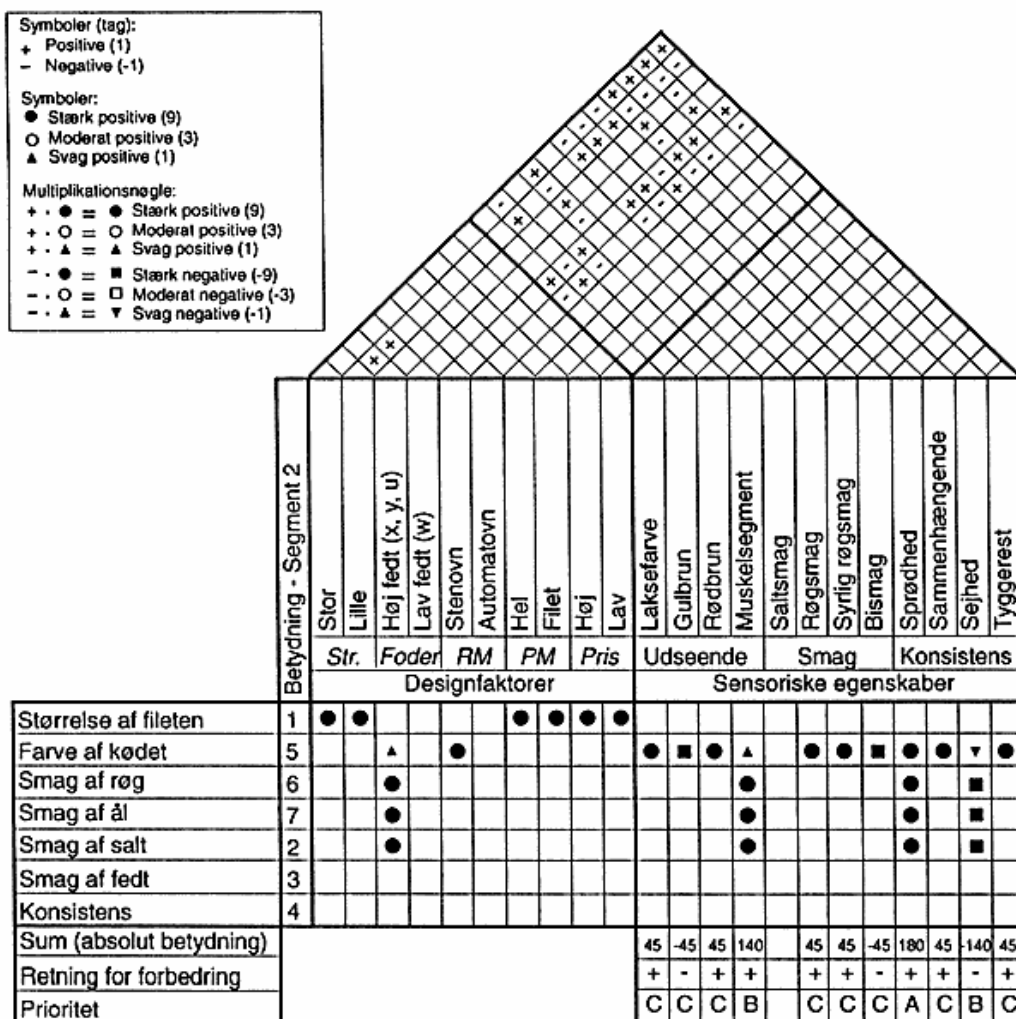 Symboler (tag):
+ Positive (1)
- Negative (-1)
Symboler:
● Stærk positive (9)
○ Moderat positive (3)
▲ Svag positive (1)
Multiplikationsnøgle:
+ · ● = ● Stærk positive (9)
+ · ○ = ○ Moderat positive (3)
+ · ▲ = ▲ Svag positive (1)
- · ● = ■ Stærk negative (-9)
- · ○ = □ Moderat negative (-3)
- · ▲ = ▼ Svag negative (-1)
Betydning - Segment 2
Stor
Lille
Høj fedt (x, y, u)
Lav fedt (w)
Stenovn
Automatovn
Hel
Filet
Høj
Lav
Laksefarve
Gulbrun
Rødbrun
Muskelsegment
Saltsmag
Røgsmag
Syrlig røgsmag
Bismag
Sprødhed
Sammenhængende
Sejhed
Tyggerest
Str. Foder RM PM Pris Udseende Smag Konsistens
Designfaktorer Sensoriske egenskaber
Størrelse af fileten 1 ● ● ● ● ● ●
Farve af kødet 5 ▲ ● ● ■ ● ▲ ● ● ■ ● ● ▼ ●
Smag af røg 6 ● ● ● ■
Smag af ål 7 ● ● ● ■
Smag af salt 2 ● ● ● ■
Smag af fedt 3
Konsistens 4
Sum (absolut betydning) 45 -45 45 140 45 45 -45 180 45 -140 45
Retning for forbedring + - + + + + - + + - +
Prioritet C C C B C C C A C B C